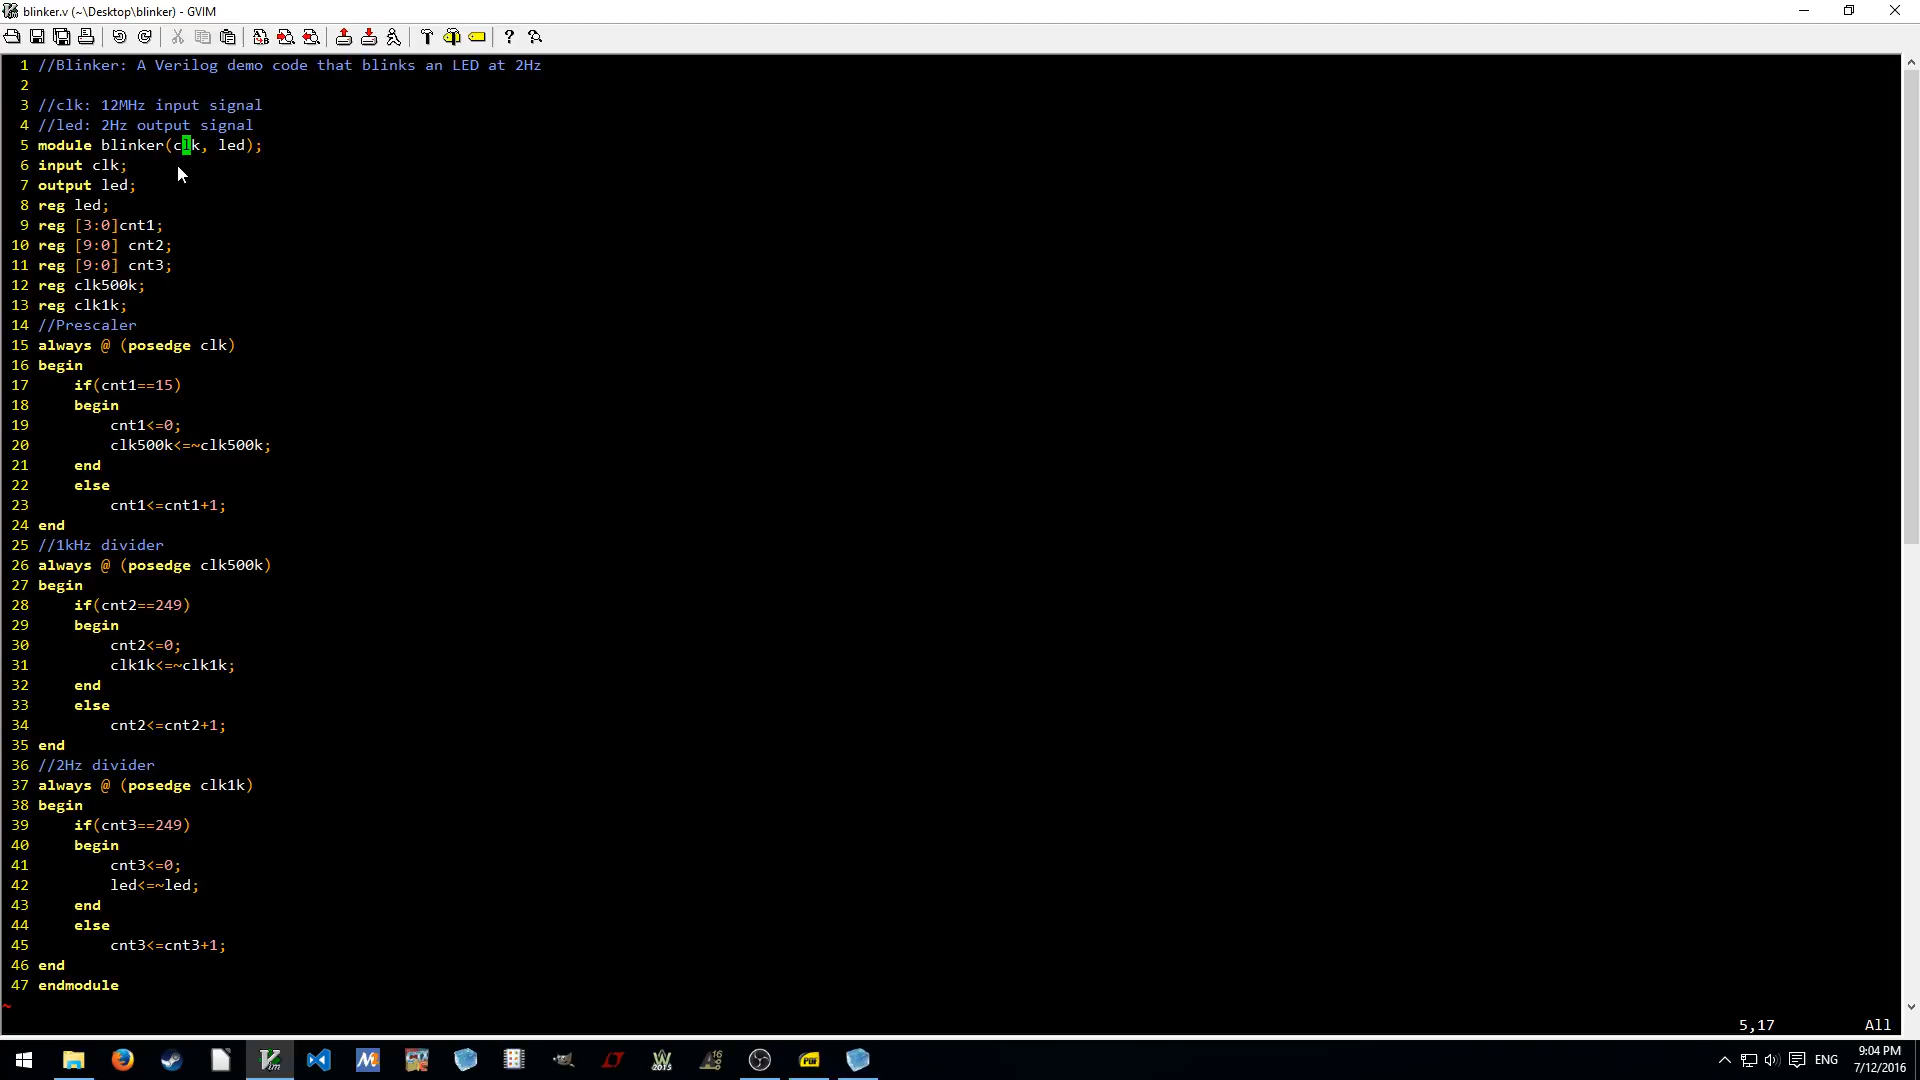 blinker.v (~\Desktop\blinker) - GVIM
1 //Blinker: A Verilog demo code that blinks an LED at 2Hz
2
3 //clk: 12MHz input signal
4 //led: 2Hz output signal
5 module blinker(clk, led);
6 input clk;
7 output led;
8 reg led;
9 reg [3:0]cnt1;
10 reg [9:0] cnt2;
11 reg [9:0] cnt3;
12 reg clk500k;
13 reg clk1k;
14 //Prescaler
15 always @ (posedge clk)
16 begin
17     if(cnt1==15)
18     begin
19         cnt1<=0;
20         clk500k<=~clk500k;
21     end
22     else
23         cnt1<=cnt1+1;
24 end
25 //1kHz divider
26 always @ (posedge clk500k)
27 begin
28     if(cnt2==249)
29     begin
30         cnt2<=0;
31         clk1k<=~clk1k;
32     end
33     else
34         cnt2<=cnt2+1;
35 end
36 //2Hz divider
37 always @ (posedge clk1k)
38 begin
39     if(cnt3==249)
40     begin
41         cnt3<=0;
42         led<=~led;
43     end
44     else
45         cnt3<=cnt3+1;
46 end
47 endmodule
~
5,17 All
ENG
9:04 PM
7/12/2016